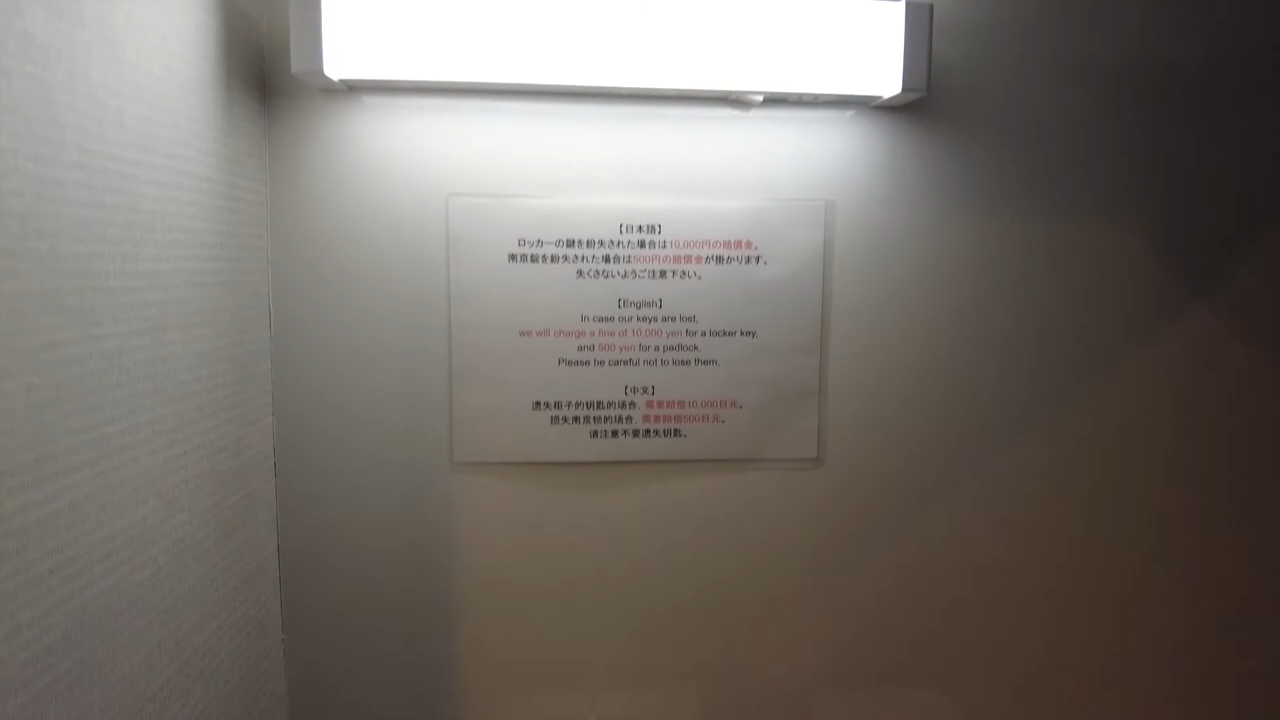 【日本語】
ロッカーの鍵を紛失された場合は10,000円の賠償金、
南京錠を紛失された場合は500円の賠償金が掛かります。
失くさないようご注意下さい。
【English】
In case our keys are lost,
we will charge a fine of 10,000 yen for a locker key,
and 500 yen for a padlock.
Please be careful not to lose them.
【中文】
遗失柜子的钥匙的场合，需要赔偿10,000日元。
损失南京锁的场合，需要赔偿500日元。
请注意不要遗失钥匙。